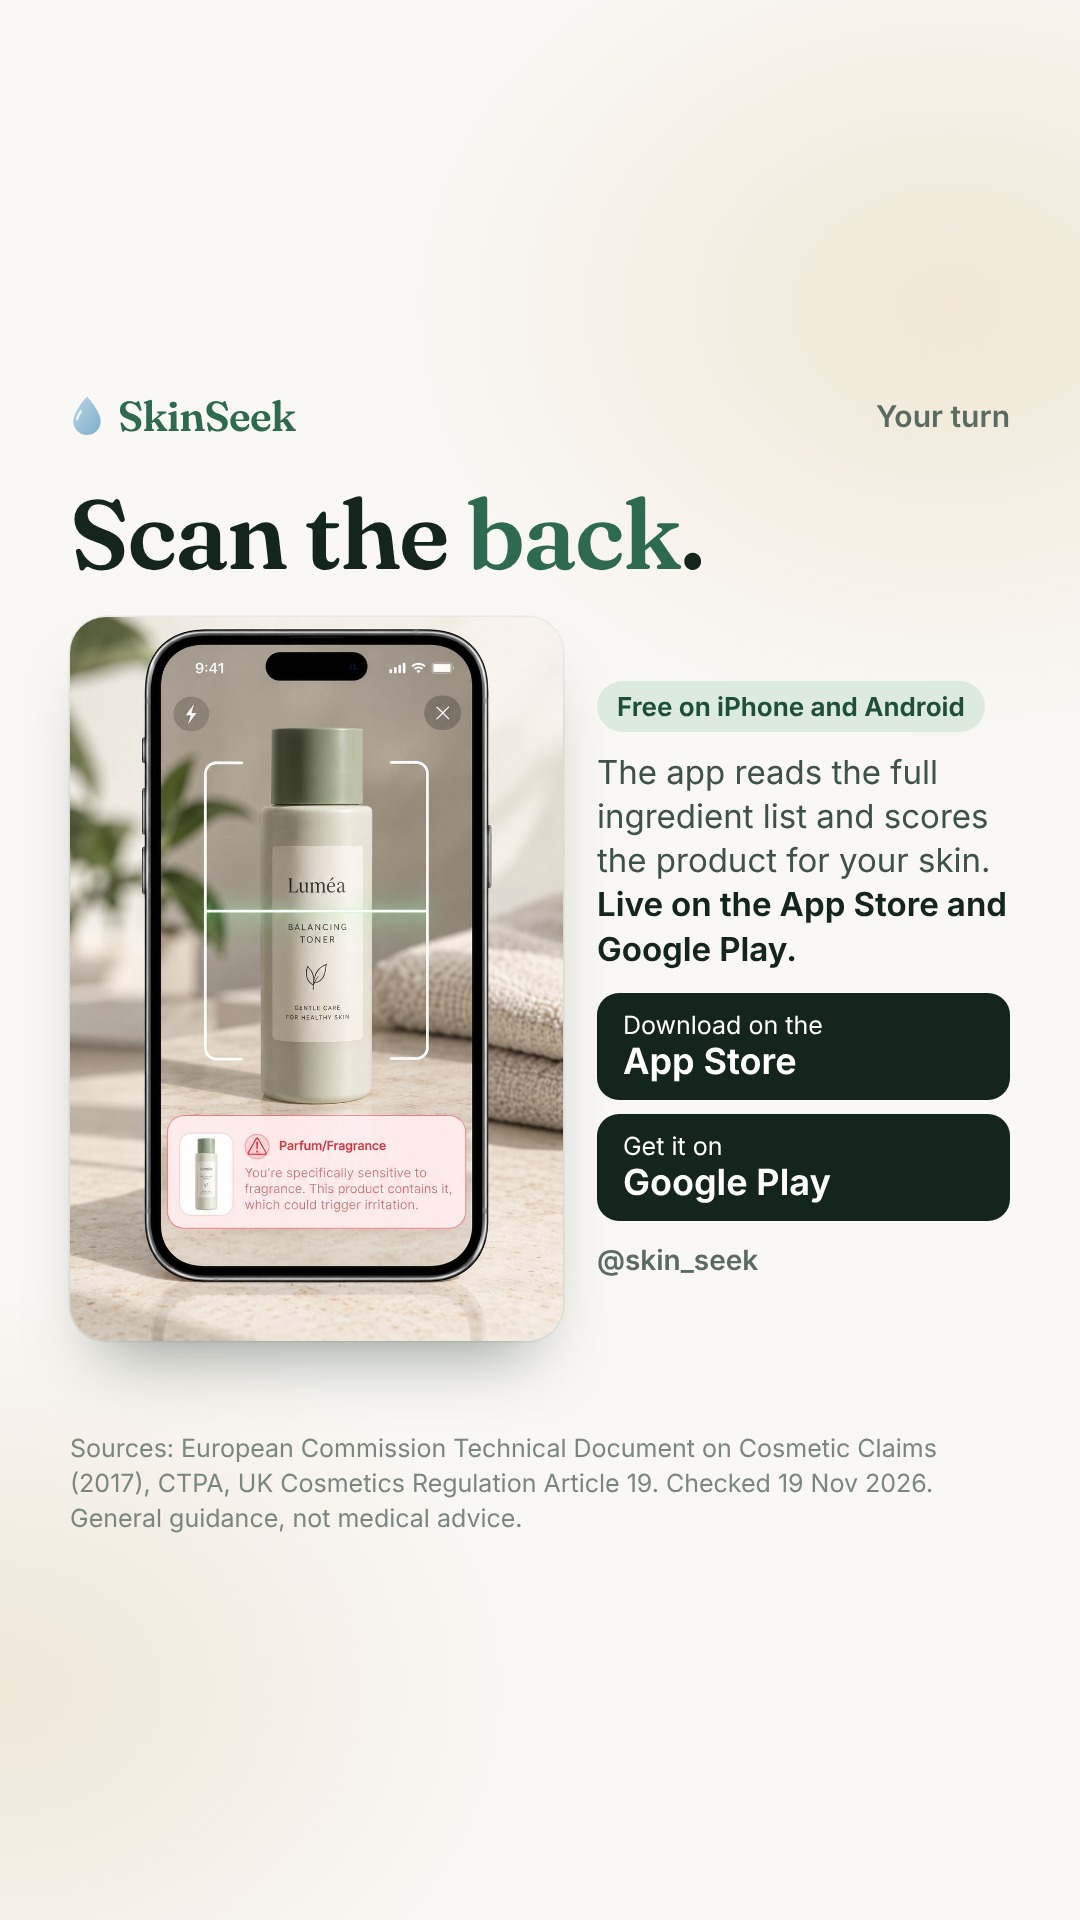 SkinSeek
Your turn
Scan the back.
9:41
Luméa
BALANCING
TONER
GENTLE CARE
FOR HEALTHY SKIN
Parfum/Fragrance
You're specifically sensitive to
fragrance. This product contains it,
which could trigger irritation.
Free on iPhone and Android
The app reads the full
ingredient list and scores
the product for your skin.
Live on the App Store and
Google Play.
Download on the
App Store
Get it on
Google Play
@skin_seek
Sources: European Commission Technical Document on Cosmetic Claims
(2017), CTPA, UK Cosmetics Regulation Article 19. Checked 19 Nov 2026.
General guidance, not medical advice.